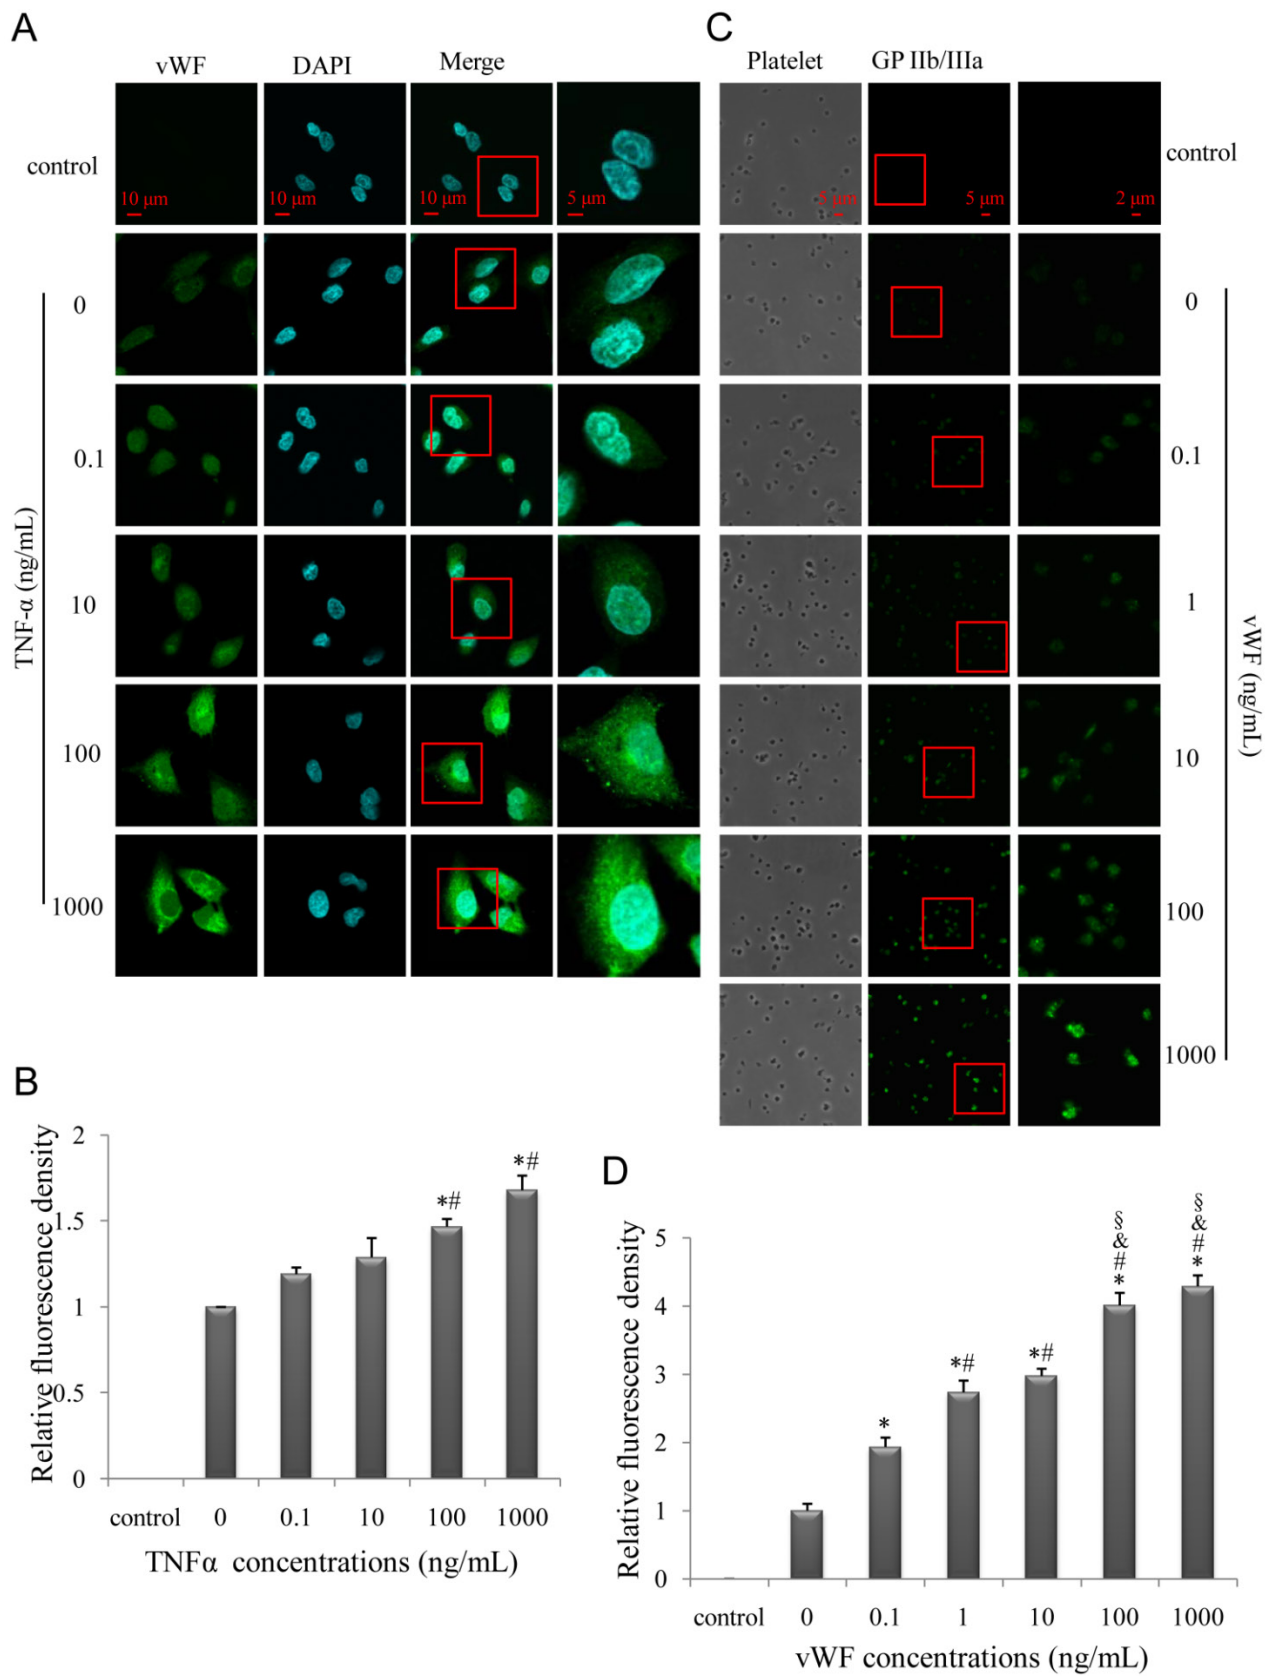 A
vWF DAPI Merge
control
10 μm 10 μm 10 μm 5 μm
0
0.1
10
100
1000
TNF-α (ng/mL)
C
Platelet GP IIb/IIIa
control
5 μm 5 μm 2 μm
0
0.1
1
10
100
1000
vWF (ng/mL)
B
Relative fluorescence density
2
1.5
1
0.5
0
*#
*#
control 0 0.1 10 100 1000
TNFα concentrations (ng/mL)
D
Relative fluorescence density
5
4
3
2
1
0
*
*#
*#
§
&
#
*
§
&
#
*
control 0 0.1 1 10 100 1000
vWF concentrations (ng/mL)